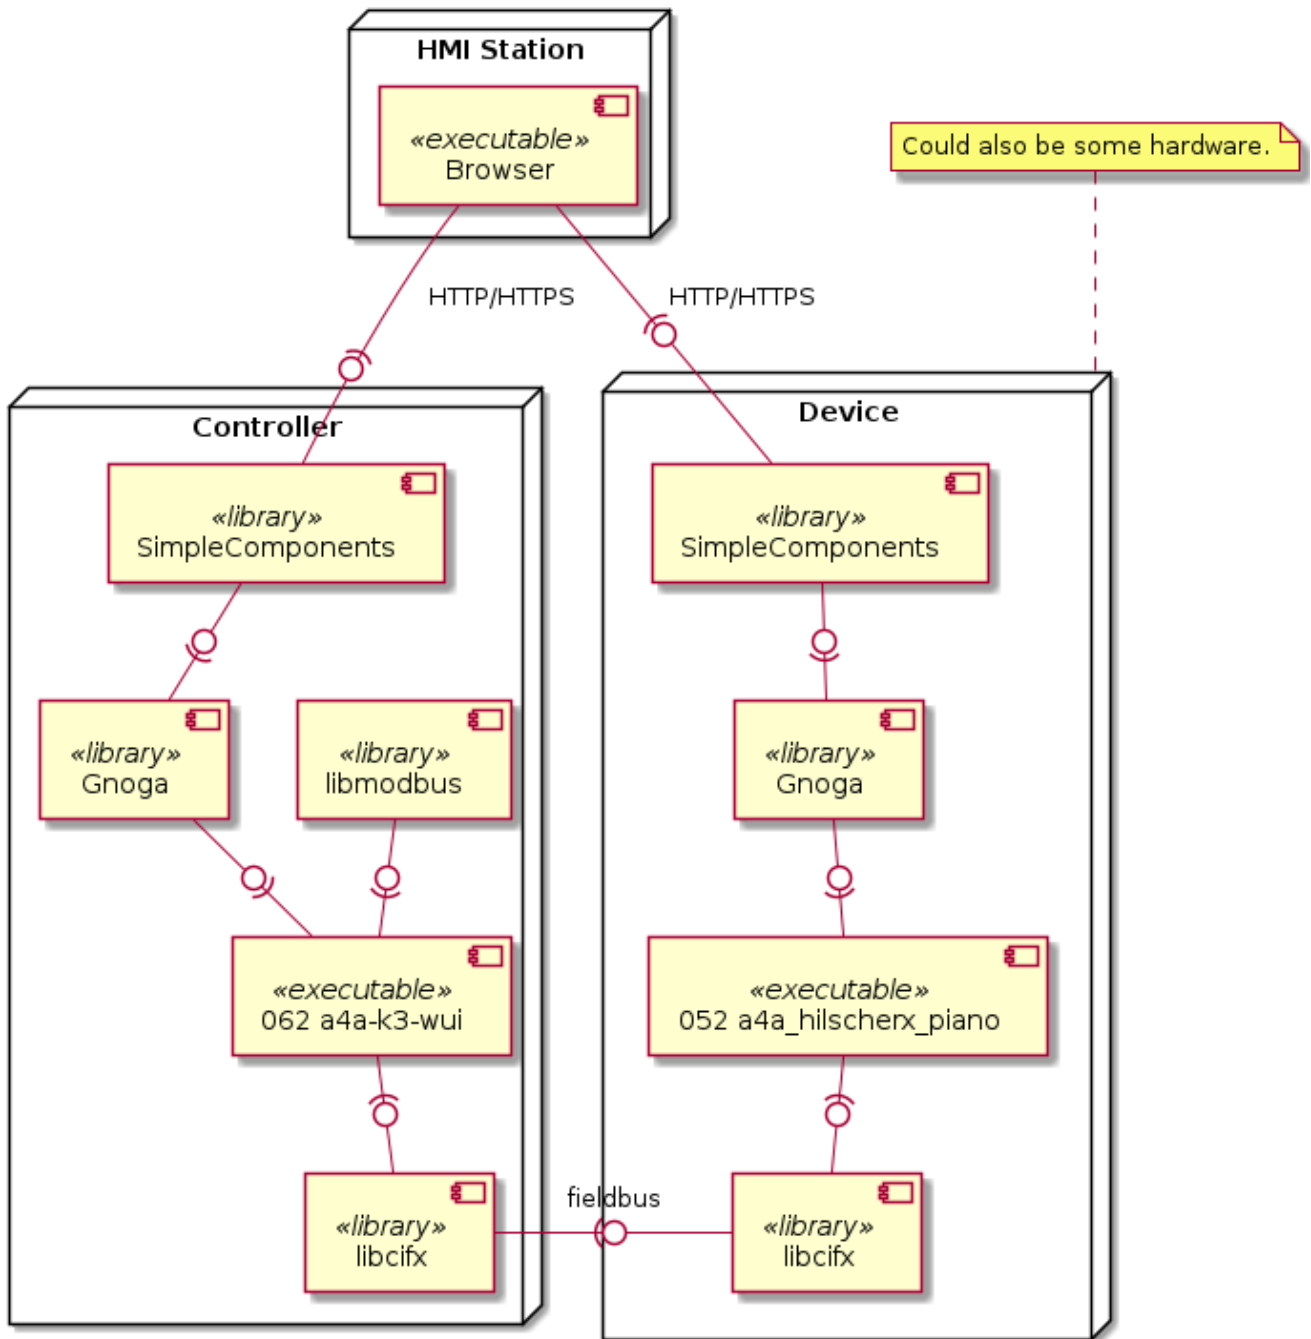 HMI Station
«executable»
Browser
Could also be some hardware.
HTTP/HTTPS
HTTP/HTTPS
Controller
«library»
SimpleComponents
«library»
Gnoga
«library»
libmodbus
«executable»
062 a4a-k3-wui
«library»
libcifx
fieldbus
Device
«library»
SimpleComponents
«library»
Gnoga
«executable»
052 a4a_hilscherx_piano
«library»
libcifx